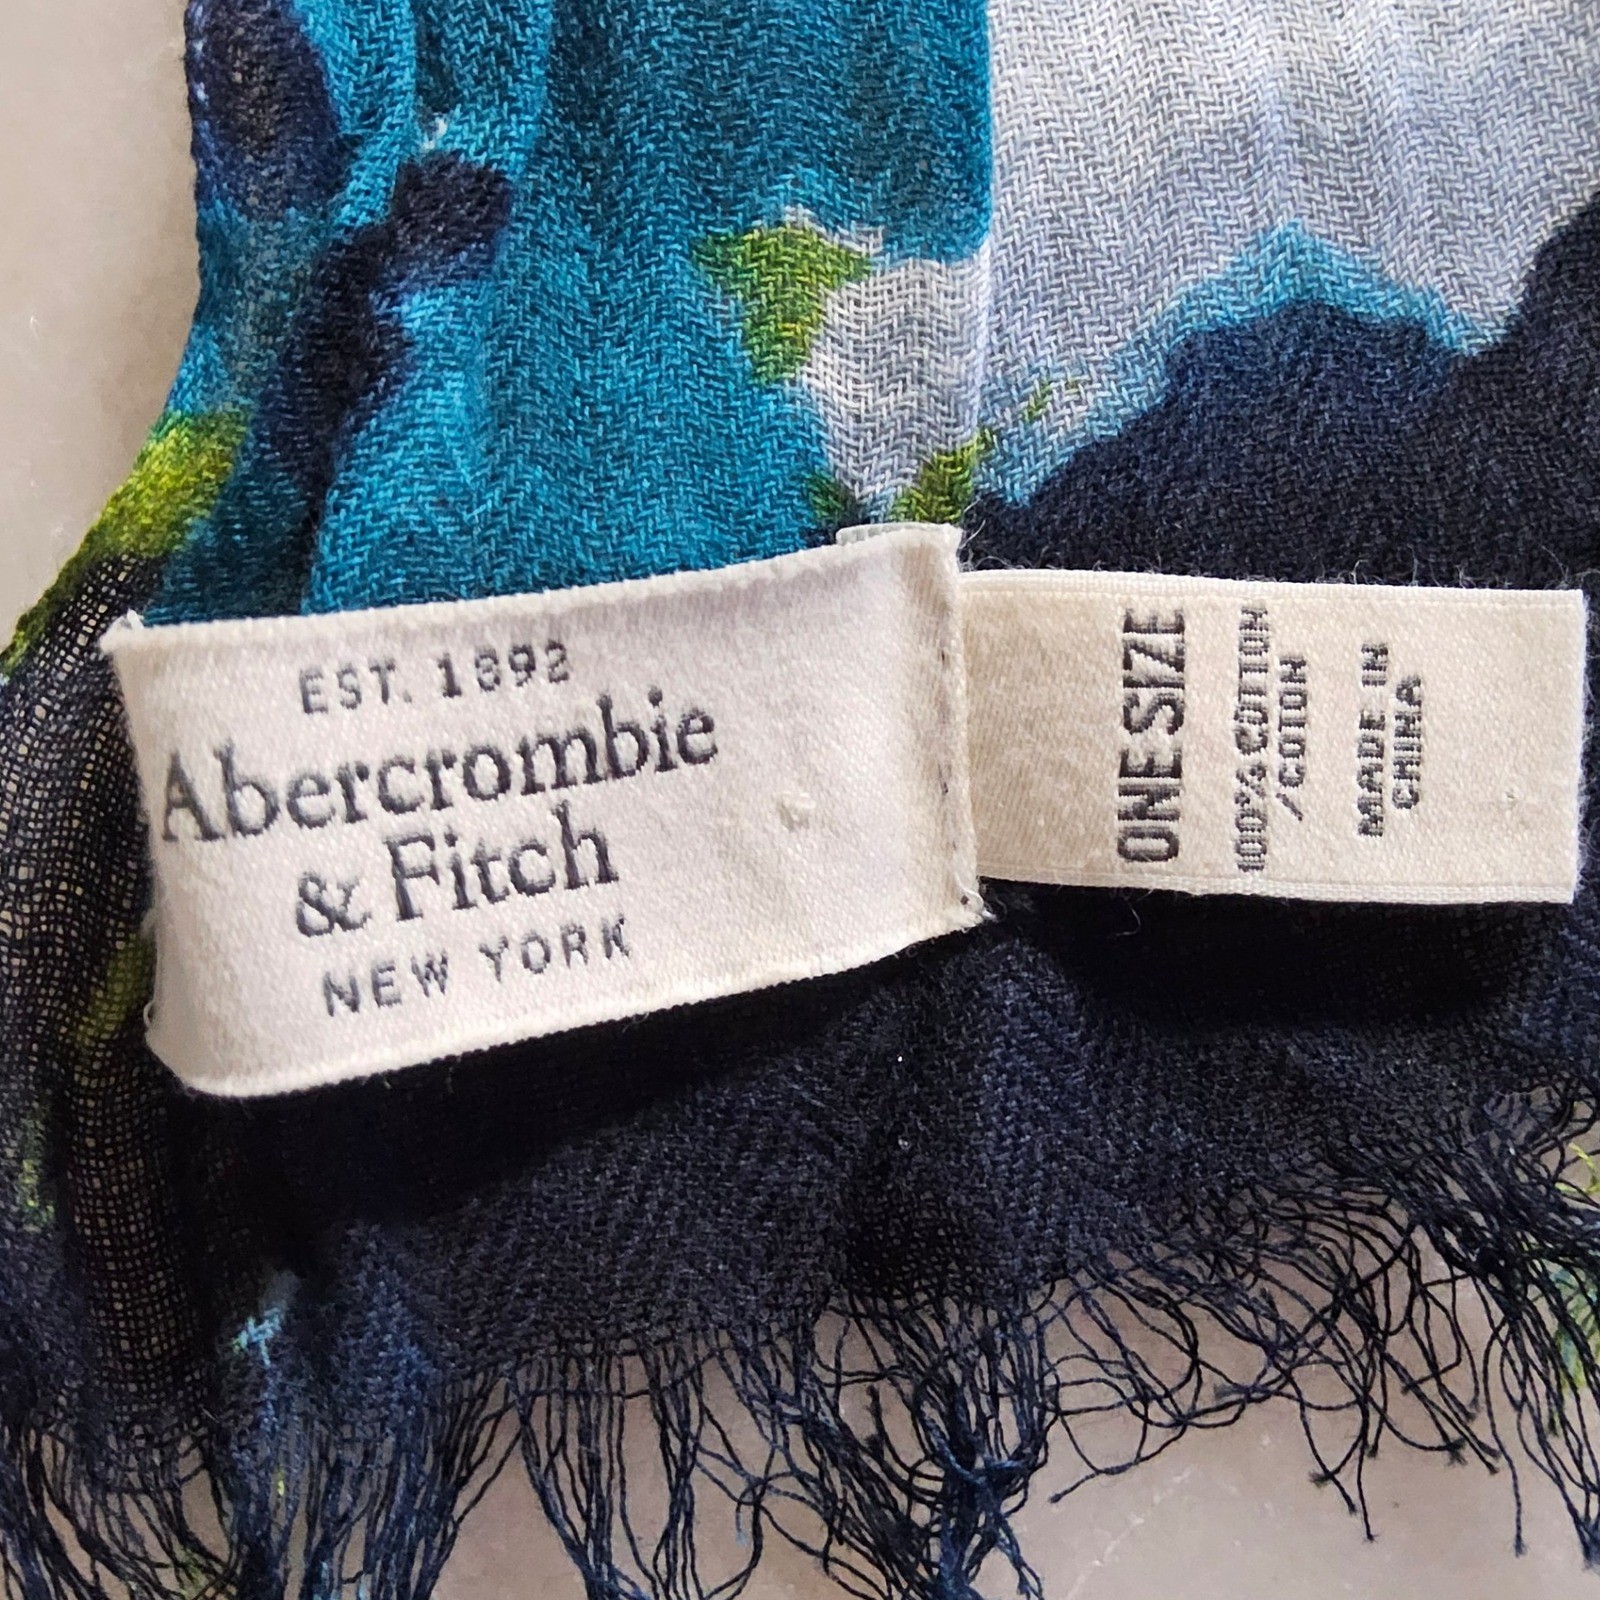 EST. 1892
Abercrombie
& Fitch
NEW YORK
ONE SIZE
100% COTTON
/COTON
MADE IN
CHINA